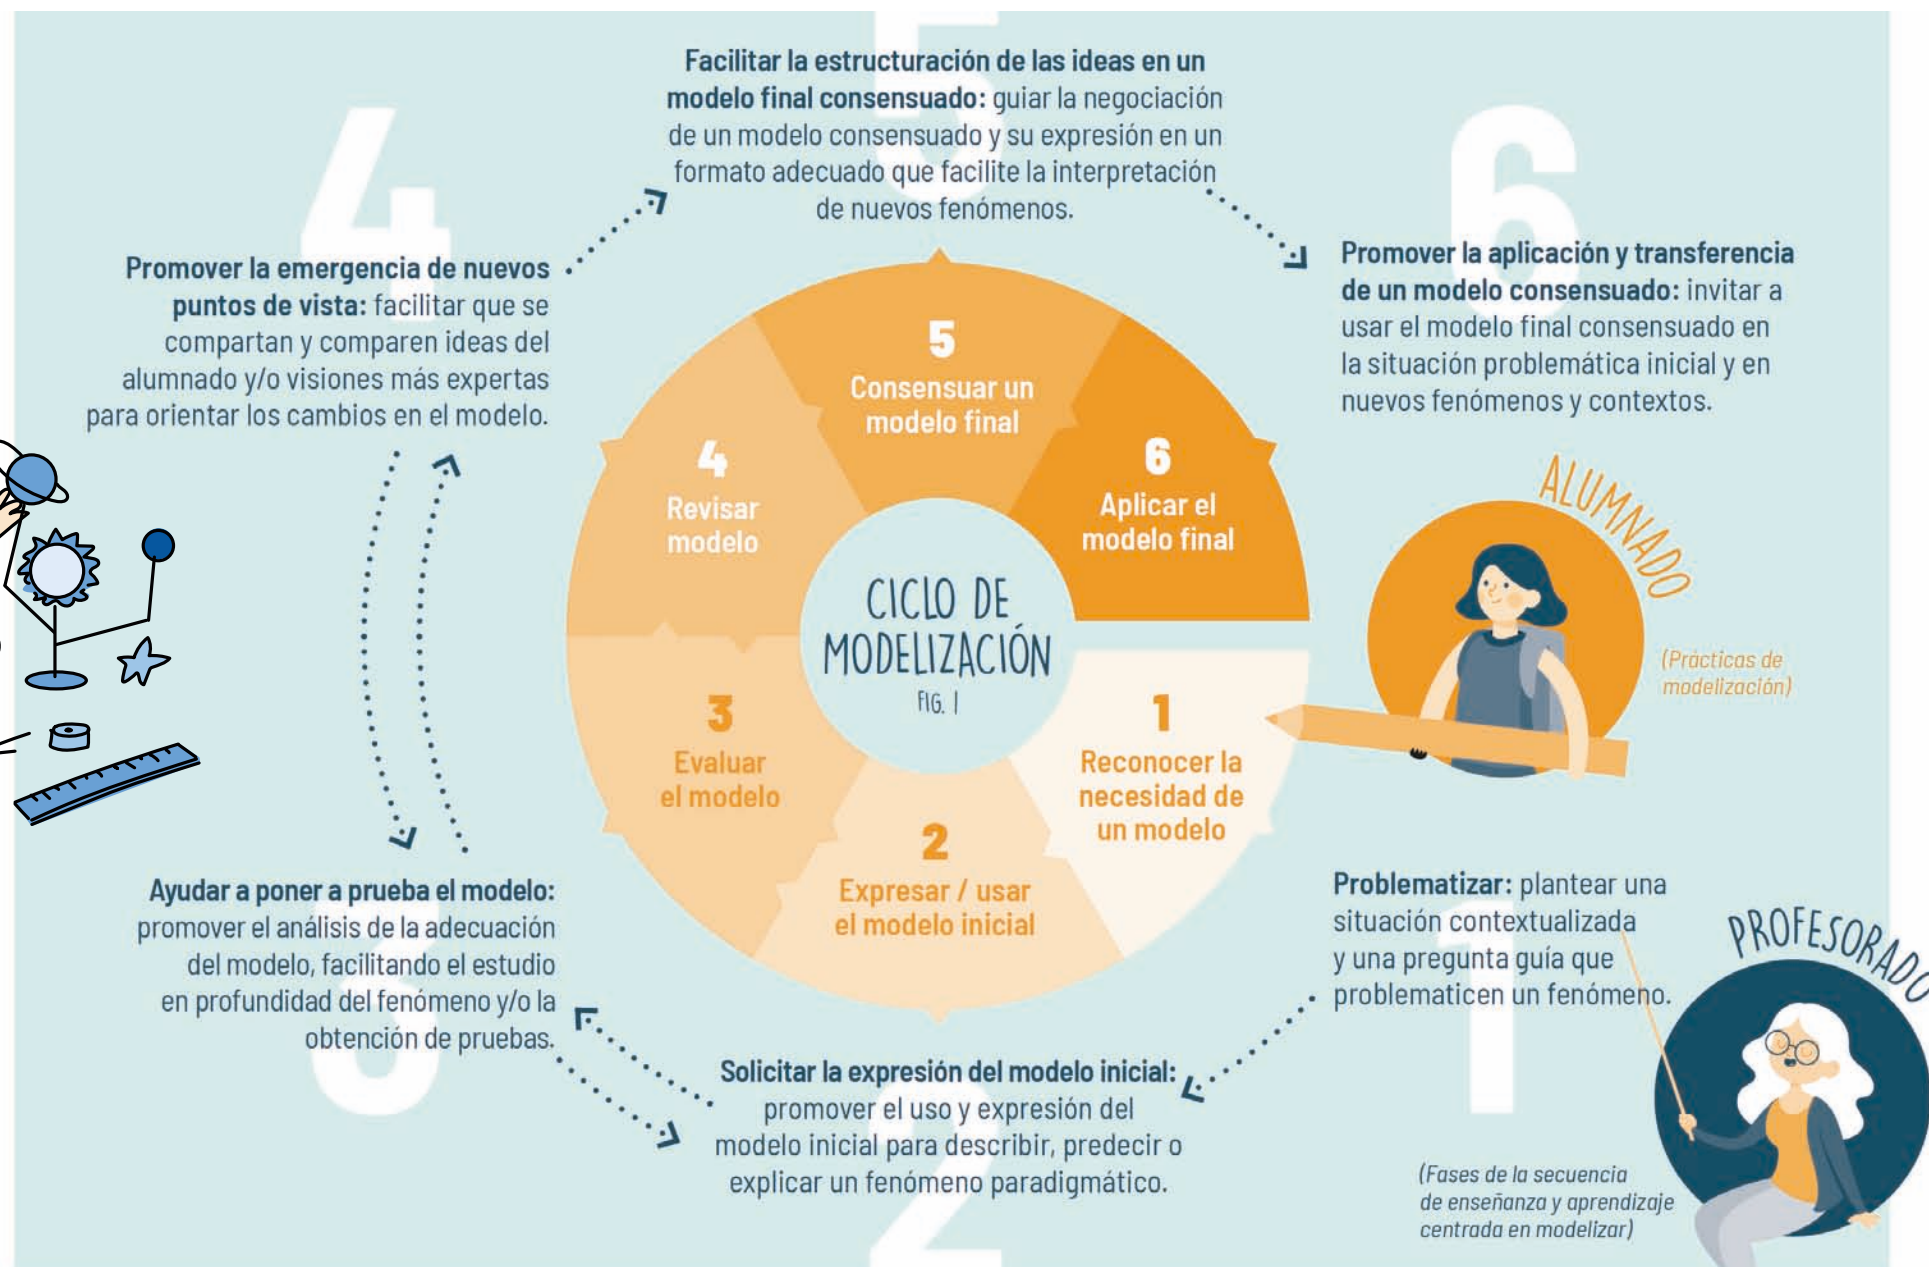 5
Facilitar la estructuración de las ideas en un
modelo final consensuado: guiar la negociación
de un modelo consensuado y su expresión en un
formato adecuado que facilite la interpretación
de nuevos fenómenos.
4
Promover la emergencia de nuevos
puntos de vista: facilitar que se
compartan y comparen ideas del
alumnado y/o visiones más expertas
para orientar los cambios en el modelo.
6
Promover la aplicación y transferencia
de un modelo consensuado: invitar a
usar el modelo final consensuado en
la situación problemática inicial y en
nuevos fenómenos y contextos.
5
Consensuar un
modelo final
4
Revisar
modelo
6
Aplicar el
modelo final
CICLO DE
MODELIZACIÓN
FIG. 1
3
Evaluar
el modelo
2
Expresar / usar
el modelo inicial
1
Reconocer la
necesidad de
un modelo
ALUMNADO
(Prácticas de
modelización)
3
Ayudar a poner a prueba el modelo:
promover el análisis de la adecuación
del modelo, facilitando el estudio
en profundidad del fenómeno y/o la
obtención de pruebas.
2
Solicitar la expresión del modelo inicial:
promover el uso y expresión del
modelo inicial para describir, predecir o
explicar un fenómeno paradigmático.
1
Problematizar: plantear una
situación contextualizada
y una pregunta guía que
problematicen un fenómeno.
PROFESORADO
(Fases de la secuencia
de enseñanza y aprendizaje
centrada en modelizar)